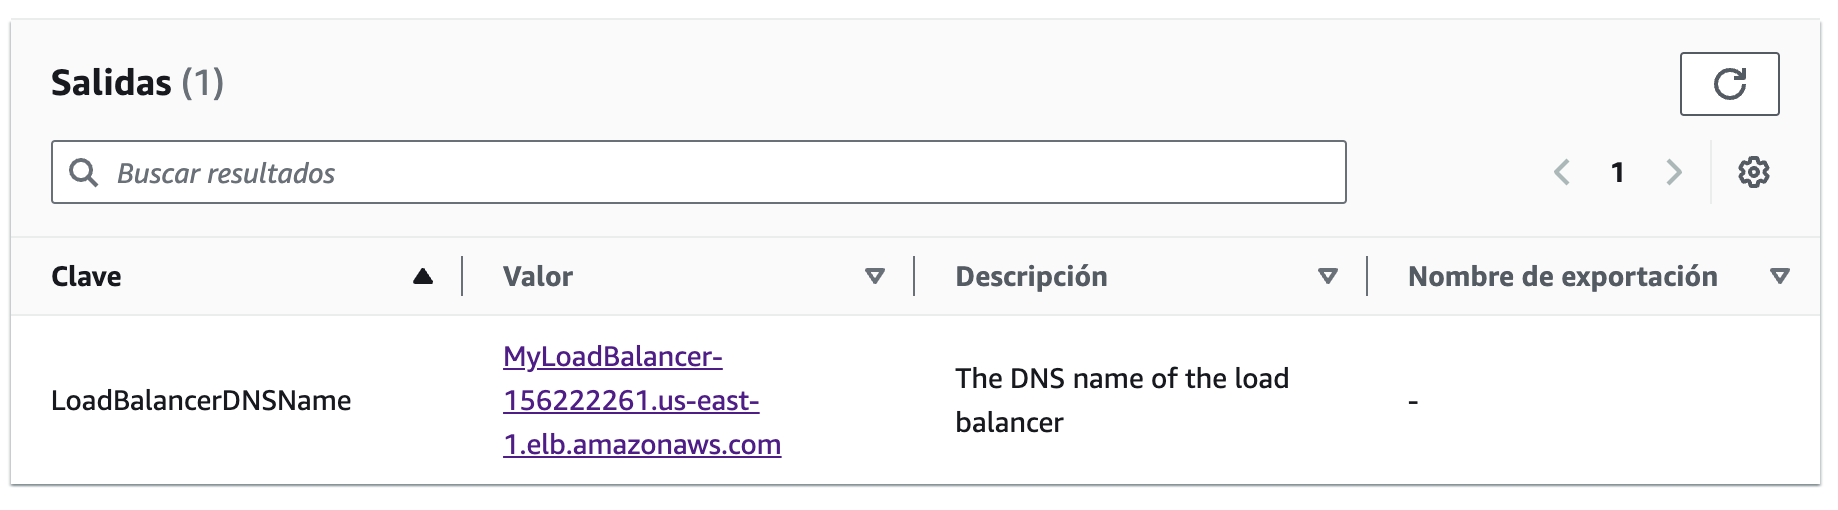 Salidas (1)
Buscar resultados
1
Clave
Valor
Descripción
Nombre de exportación
LoadBalancerDNSName
MyLoadBalancer-
156222261.us-east-
1.elb.amazonaws.com
The DNS name of the load
balancer
-